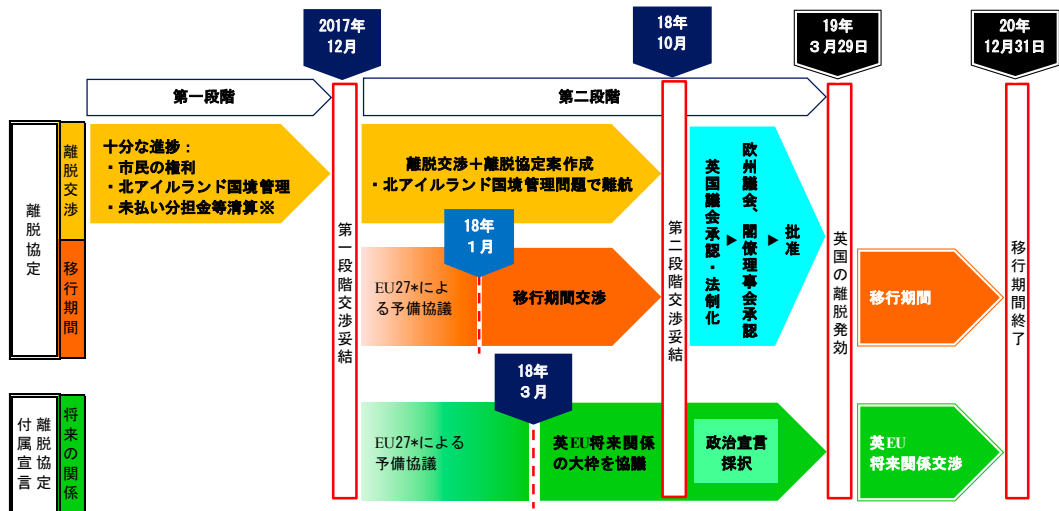 2017年
12月
18年
10月
19年
3月29日
20年
12月31日
第一段階
第二段階
離脱協定
離脱交渉
十分な進捗：
・市民の権利
・北アイルランド国境管理
・未払い分担金等清算※
第一段階交渉妥結
離脱交渉＋離脱協定案作成
・北アイルランド国境管理問題で難航
第二段階交渉妥結
英国議会承認・法制化
▶
欧州議会、閣僚理事会承認
▶
批准
英国の離脱発効
移行期間終了
移行期間
18年
1月
EU27*によ
る予備協議
移行期間交渉
移行期間
離脱協定
付属宣言
将来の関係
18年
3月
EU27*による
予備協議
英EU将来関係
の大枠を協議
政治宣言
採択
英EU
将来関係交渉